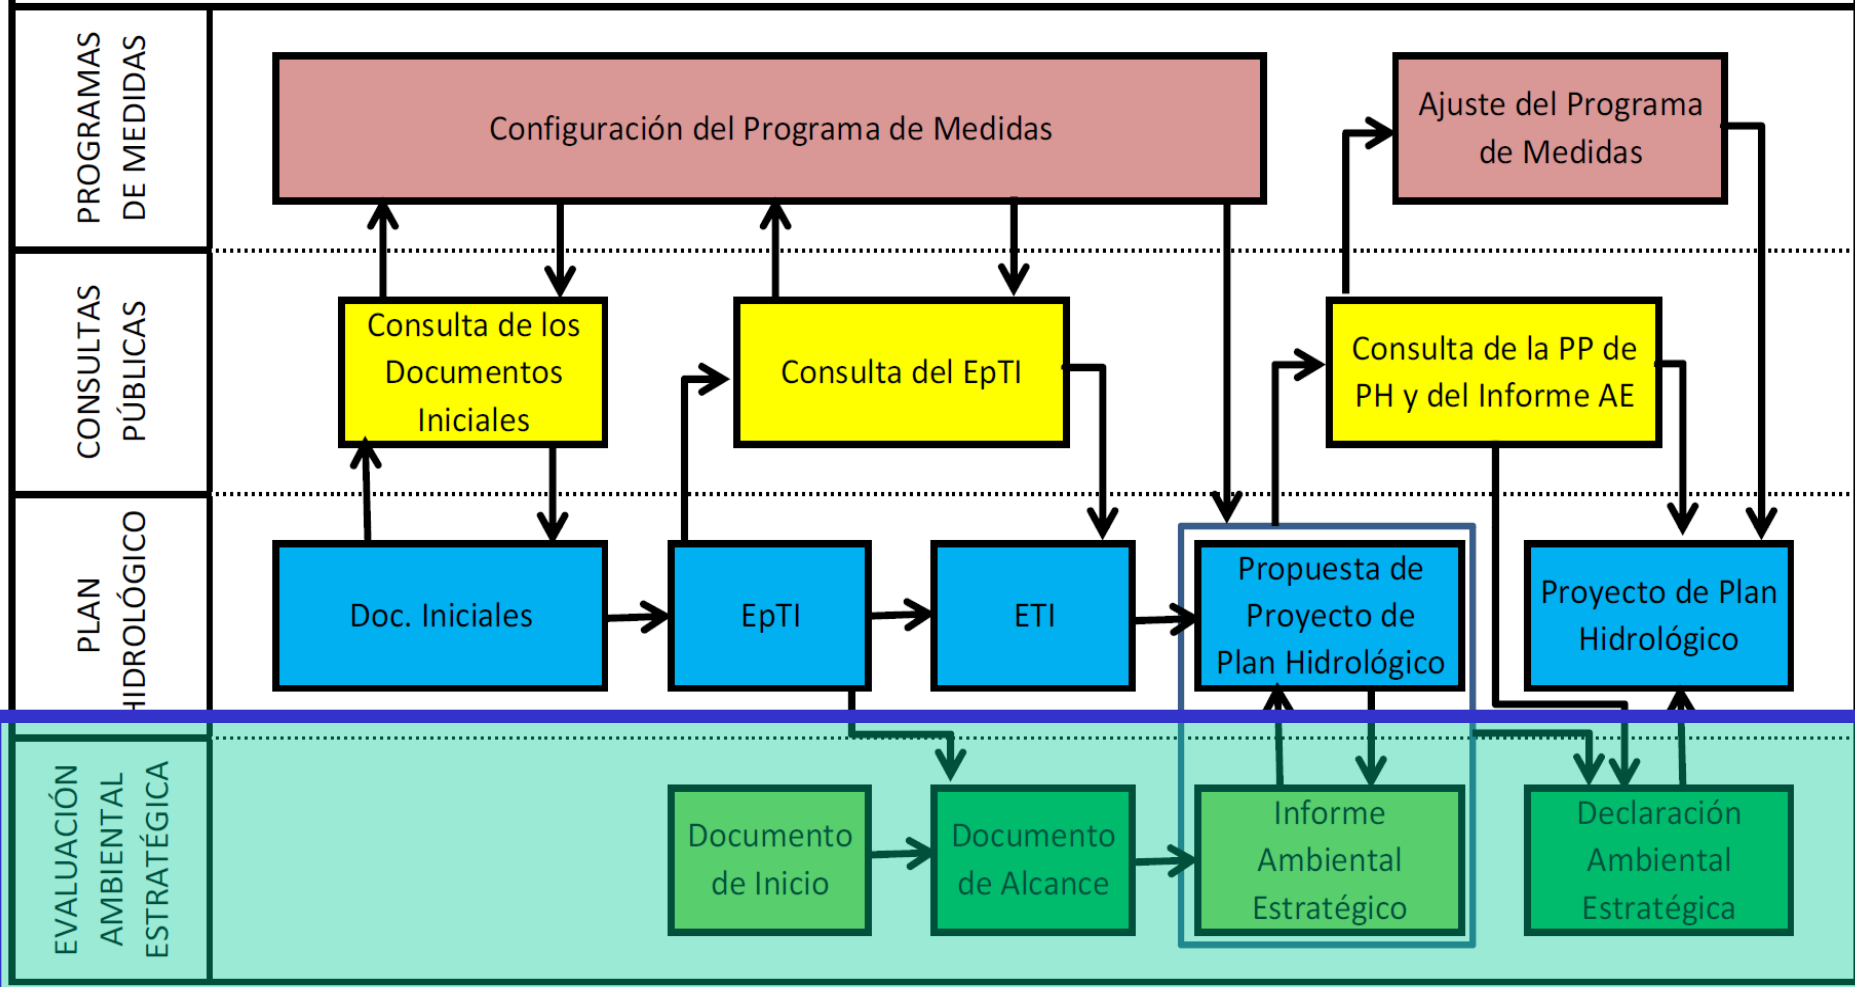 PROGRAMAS
DE MEDIDAS
Configuración del Programa de Medidas
Ajuste del Programa
de Medidas
CONSULTAS
PÚBLICAS
Consulta de los
Documentos
Iniciales
Consulta del EpTI
Consulta de la PP de
PH y del Informe AE
PLAN
HIDROLÓGICO
Doc. Iniciales
EpTI
ETI
Propuesta de
Proyecto de
Plan Hidrológico
Proyecto de Plan
Hidrológico
EVALUACIÓN
AMBIENTAL
ESTRATÉGICA
Documento
de Inicio
Documento
de Alcance
Informe
Ambiental
Estratégico
Declaración
Ambiental
Estratégica